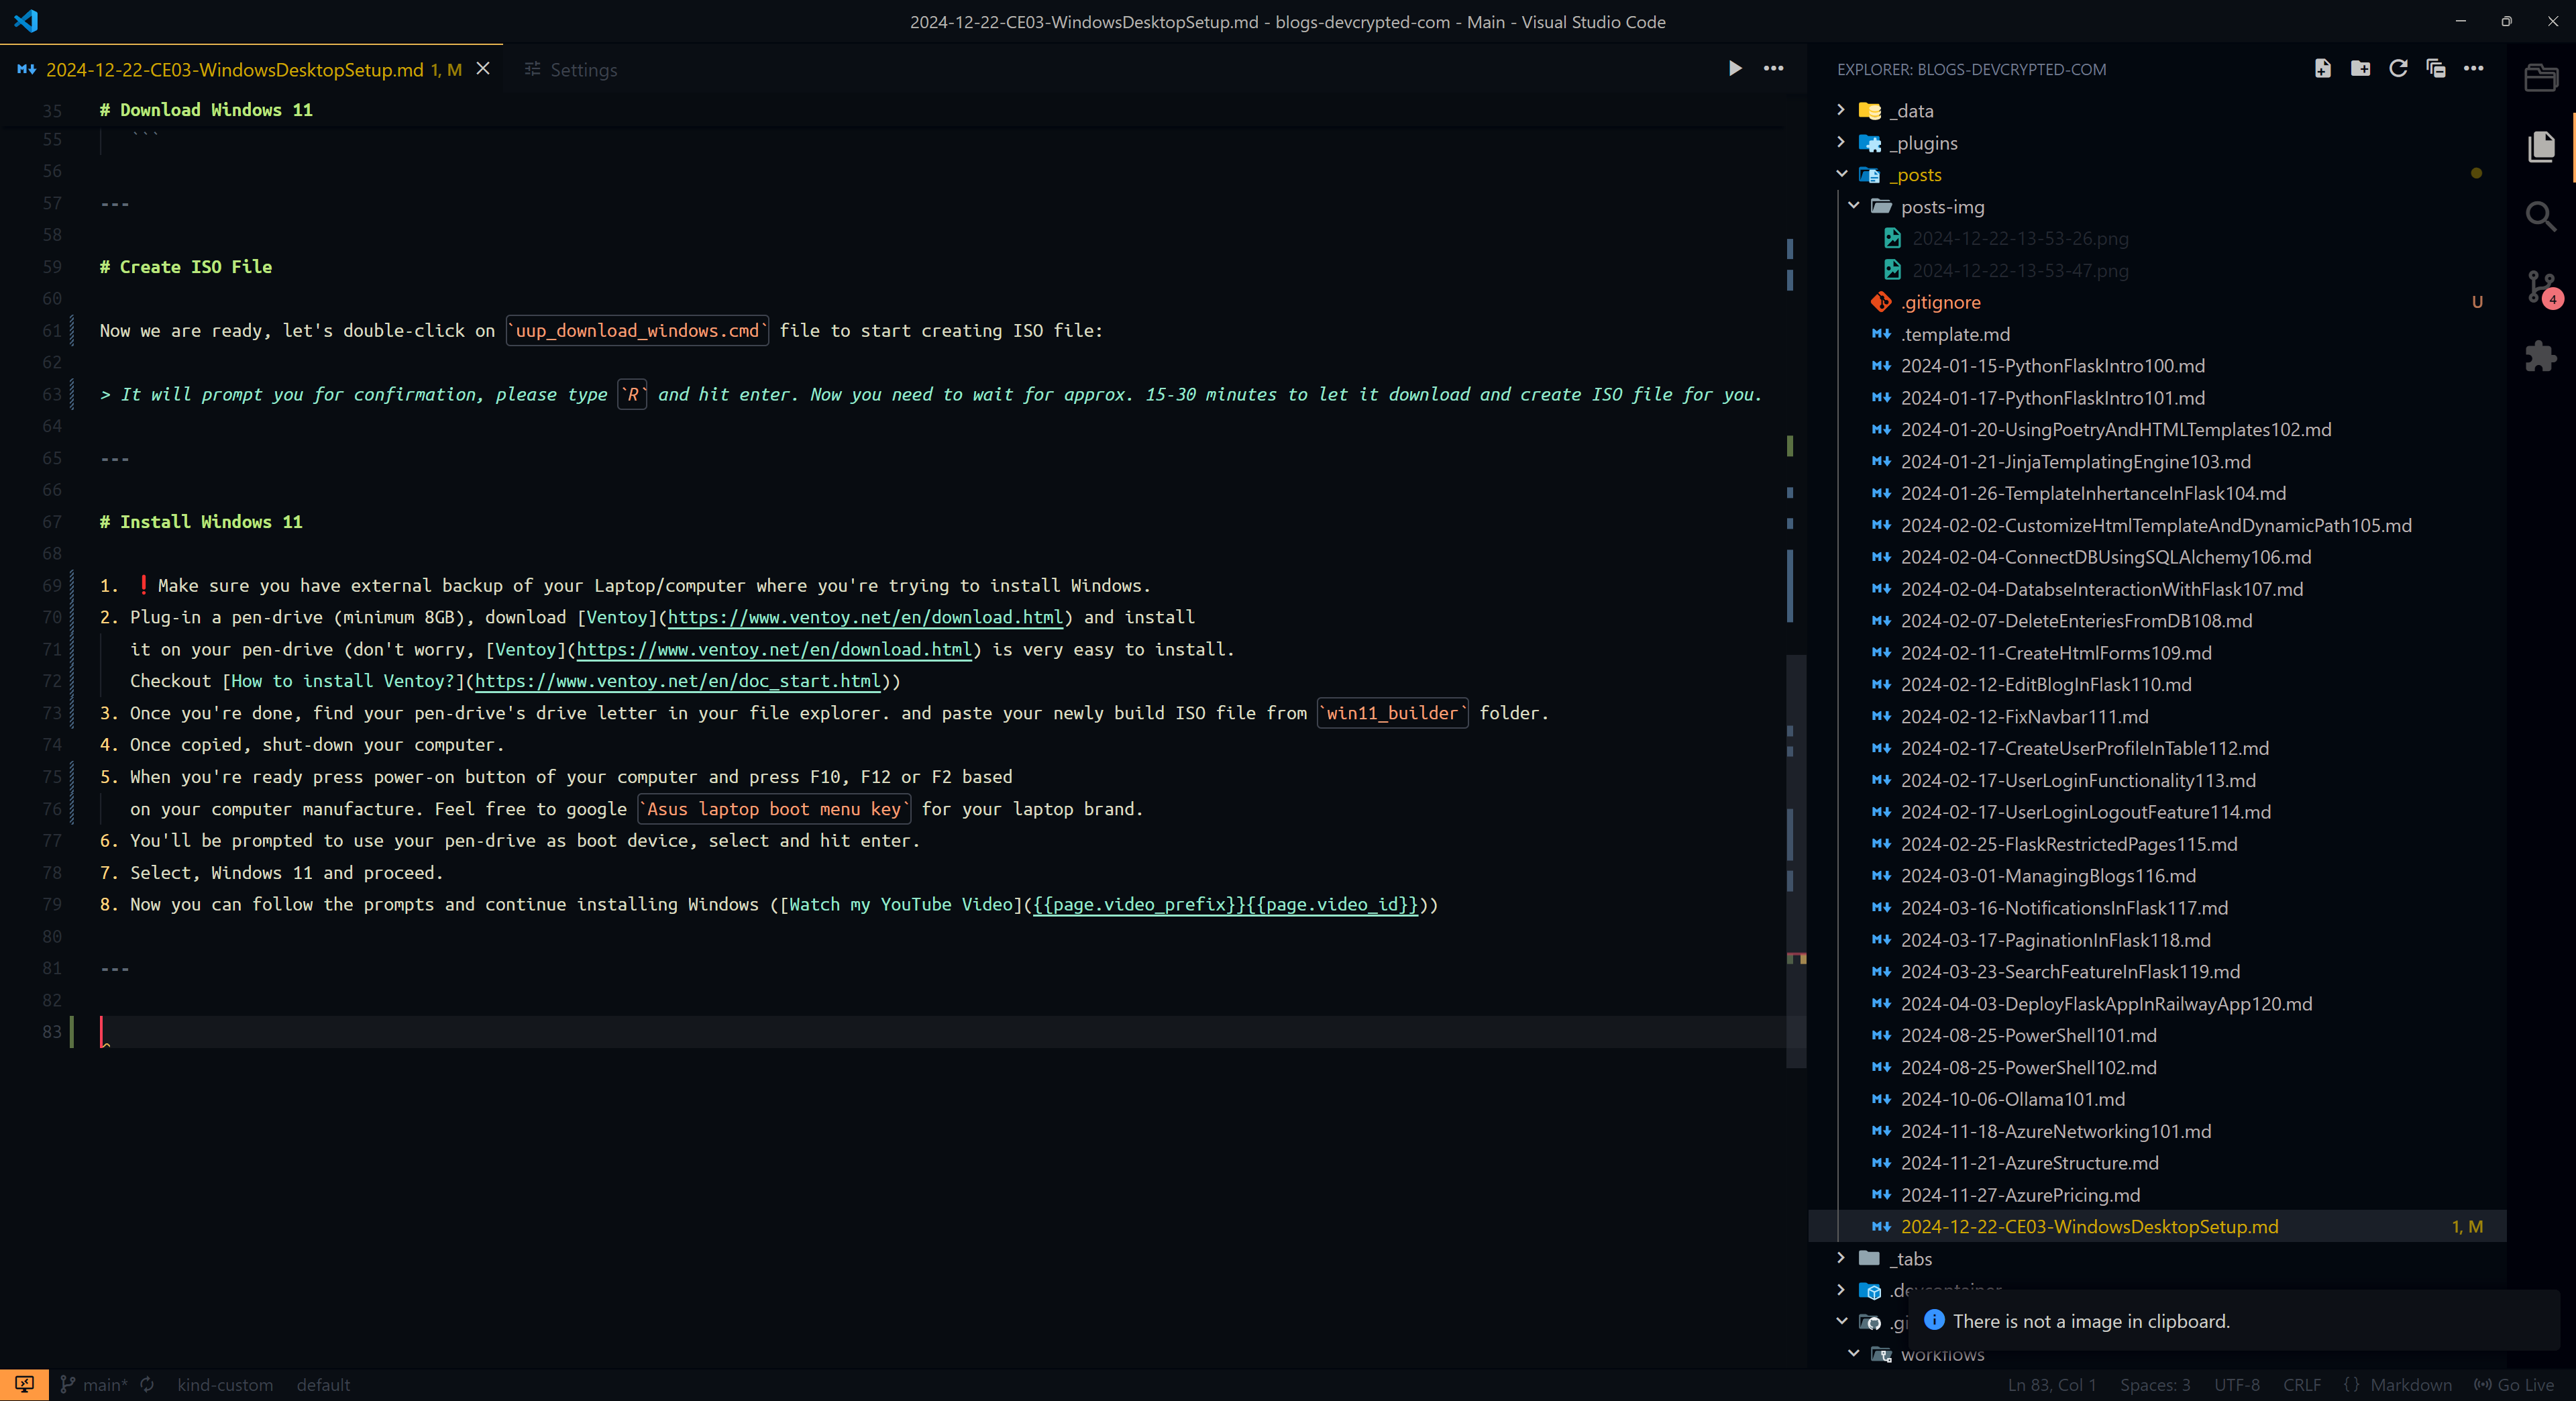 2024-12-22-CE03-WindowsDesktopSetup.md - blogs-devcrypted-com - Main - Visual Studio Code
2024-12-22-CE03-WindowsDesktopSetup.md 1, M
Settings
35 # Download Windows 11
55 ```
56
57 ---
58
59 # Create ISO File
60
61 Now we are ready, let's double-click on `uup_download_windows.cmd` file to start creating ISO file:
62
63 > It will prompt you for confirmation, please type `R` and hit enter. Now you need to wait for approx. 15-30 minutes to let it download and create ISO file for you.
64
65 ---
66
67 # Install Windows 11
68
69 1. ❗Make sure you have external backup of your Laptop/computer where you're trying to install Windows.
70 2. Plug-in a pen-drive (minimum 8GB), download [Ventoy](https://www.ventoy.net/en/download.html) and install
71 it on your pen-drive (don't worry, [Ventoy](https://www.ventoy.net/en/download.html) is very easy to install.
72 Checkout [How to install Ventoy?](https://www.ventoy.net/en/doc_start.html))
73 3. Once you're done, find your pen-drive's drive letter in your file explorer. and paste your newly build ISO file from `win11_builder` folder.
74 4. Once copied, shut-down your computer.
75 5. When you're ready press power-on button of your computer and press F10, F12 or F2 based
76 on your computer manufacture. Feel free to google `Asus laptop boot menu key` for your laptop brand.
77 6. You'll be prompted to use your pen-drive as boot device, select and hit enter.
78 7. Select, Windows 11 and proceed.
79 8. Now you can follow the prompts and continue installing Windows ([Watch my YouTube Video]({{page.video_prefix}}{{page.video_id}}))
80
81 ---
82
83
EXPLORER: BLOGS-DEVCRYPTED-COM
_data
_plugins
_posts
posts-img
2024-12-22-13-53-26.png
2024-12-22-13-53-47.png
.gitignore U
.template.md
2024-01-15-PythonFlaskIntro100.md
2024-01-17-PythonFlaskIntro101.md
2024-01-20-UsingPoetryAndHTMLTemplates102.md
2024-01-21-JinjaTemplatingEngine103.md
2024-01-26-TemplateInhertanceInFlask104.md
2024-02-02-CustomizeHtmlTemplateAndDynamicPath105.md
2024-02-04-ConnectDBUsingSQLAlchemy106.md
2024-02-04-DatabseInteractionWithFlask107.md
2024-02-07-DeleteEnteriesFromDB108.md
2024-02-11-CreateHtmlForms109.md
2024-02-12-EditBlogInFlask110.md
2024-02-12-FixNavbar111.md
2024-02-17-CreateUserProfileInTable112.md
2024-02-17-UserLoginFunctionality113.md
2024-02-17-UserLoginLogoutFeature114.md
2024-02-25-FlaskRestrictedPages115.md
2024-03-01-ManagingBlogs116.md
2024-03-16-NotificationsInFlask117.md
2024-03-17-PaginationInFlask118.md
2024-03-23-SearchFeatureInFlask119.md
2024-04-03-DeployFlaskAppInRailwayApp120.md
2024-08-25-PowerShell101.md
2024-08-25-PowerShell102.md
2024-10-06-Ollama101.md
2024-11-18-AzureNetworking101.md
2024-11-21-AzureStructure.md
2024-11-27-AzurePricing.md
2024-12-22-CE03-WindowsDesktopSetup.md 1, M
_tabs
.devcontainer
.gi
workflows
4
There is not a image in clipboard.
main* kind-custom default
Ln 83, Col 1 Spaces: 3 UTF-8 CRLF {} Markdown Go Live